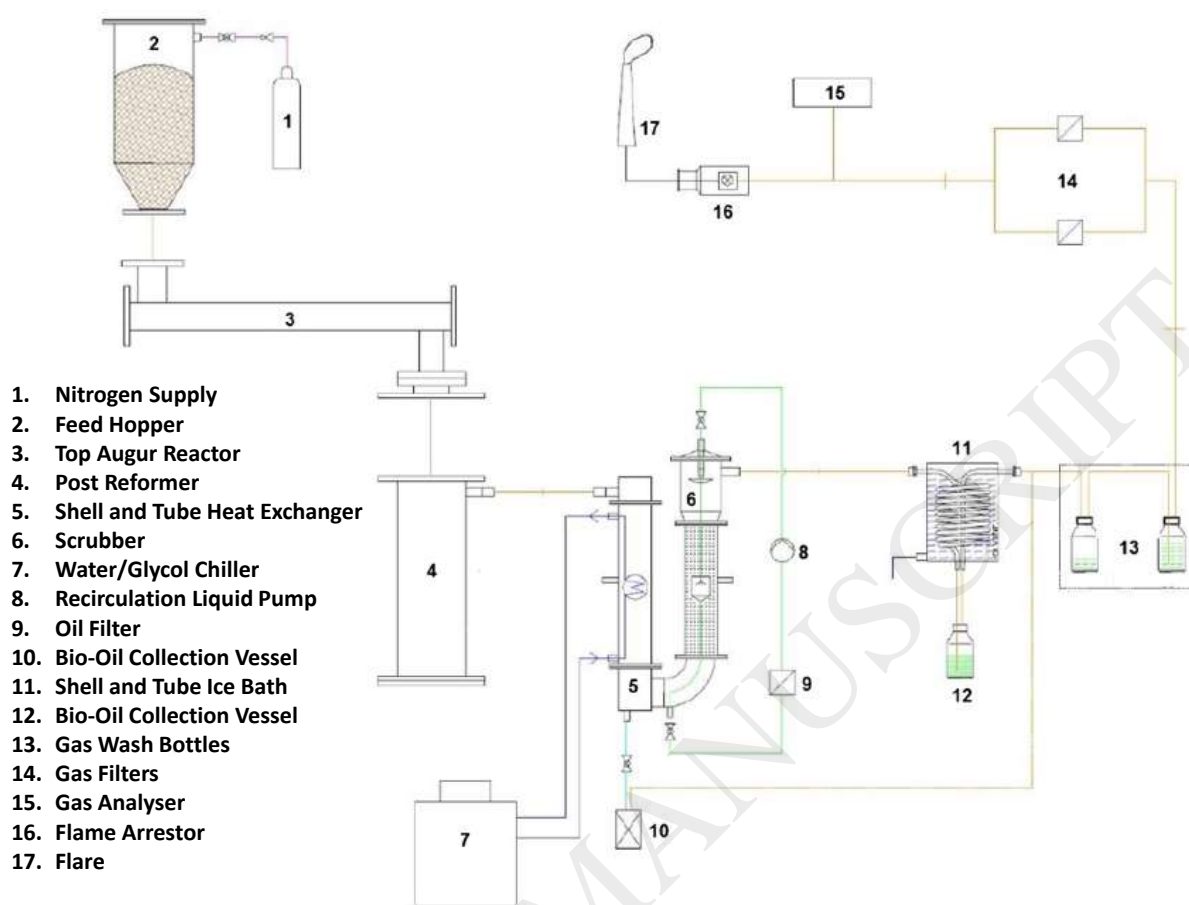 2
1
15
17
14
16
3
1. Nitrogen Supply
2. Feed Hopper
3. Top Augur Reactor
4. Post Reformer
5. Shell and Tube Heat Exchanger
6. Scrubber
7. Water/Glycol Chiller
8. Recirculation Liquid Pump
9. Oil Filter
10. Bio-Oil Collection Vessel
11. Shell and Tube Ice Bath
12. Bio-Oil Collection Vessel
13. Gas Wash Bottles
14. Gas Filters
15. Gas Analyser
16. Flame Arrestor
17. Flare
11
6
8
13
4
5
9
12
7
10
MANUSCRIPT